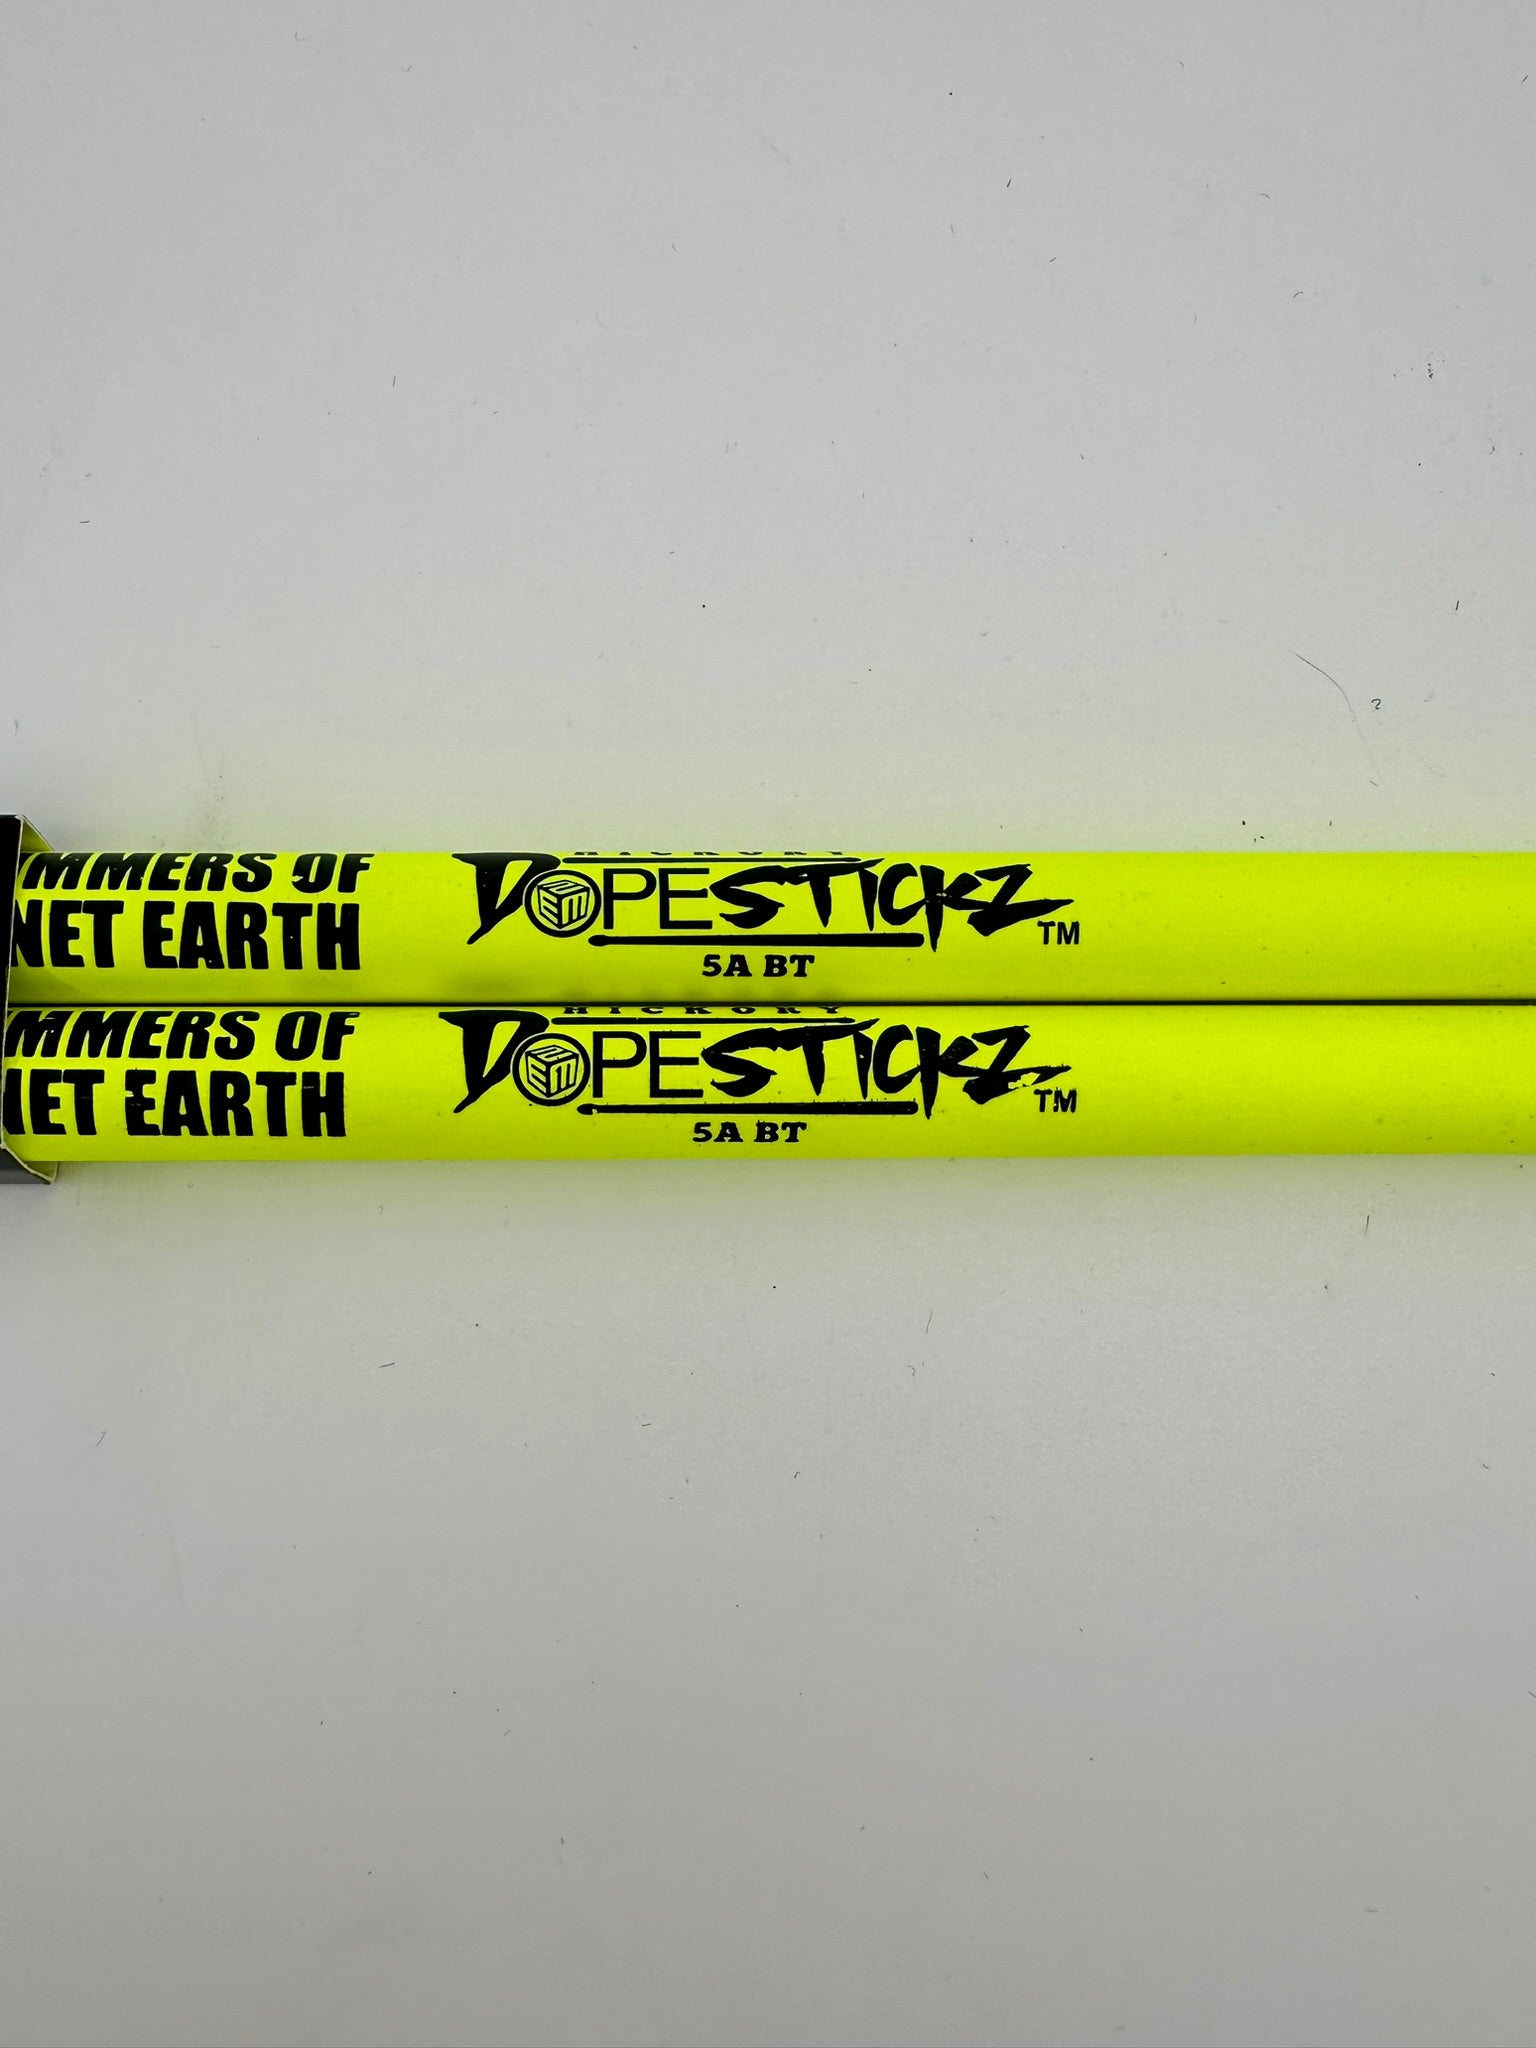 MMERS OF
NET EARTH
HICKORY
DOPESTICKZ TM
5A BT
MMERS OF
NET EARTH
HICKORY
DOPESTICKZ TM
5A BT